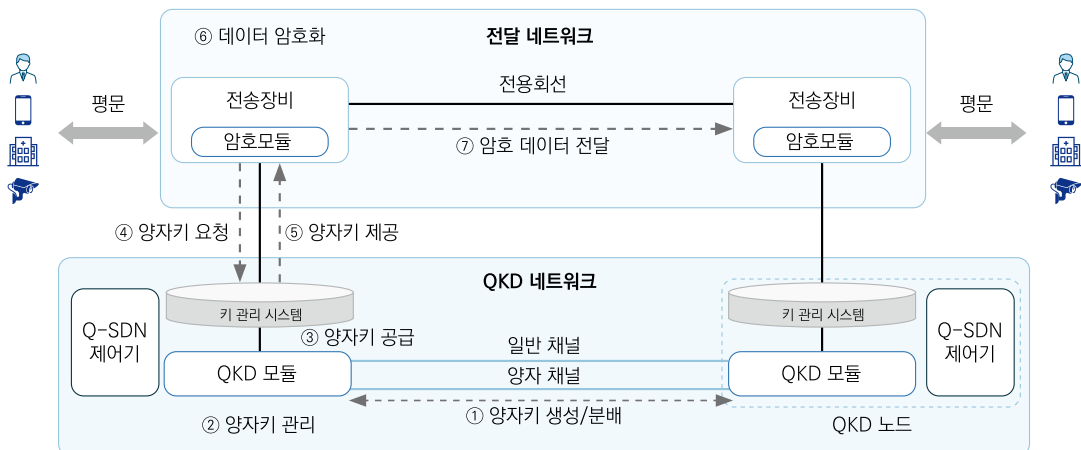 ⑥ 데이터 암호화
전달 네트워크
평문
전송장비
암호모듈
전용회선
⑦ 암호 데이터 전달
전송장비
암호모듈
평문
④ 양자키 요청
⑤ 양자키 제공
QKD 네트워크
Q-SDN
제어기
키 관리 시스템
③ 양자키 공급
QKD 모듈
② 양자키 관리
일반 채널
양자 채널
① 양자키 생성/분배
키 관리 시스템
QKD 모듈
Q-SDN
제어기
QKD 노드